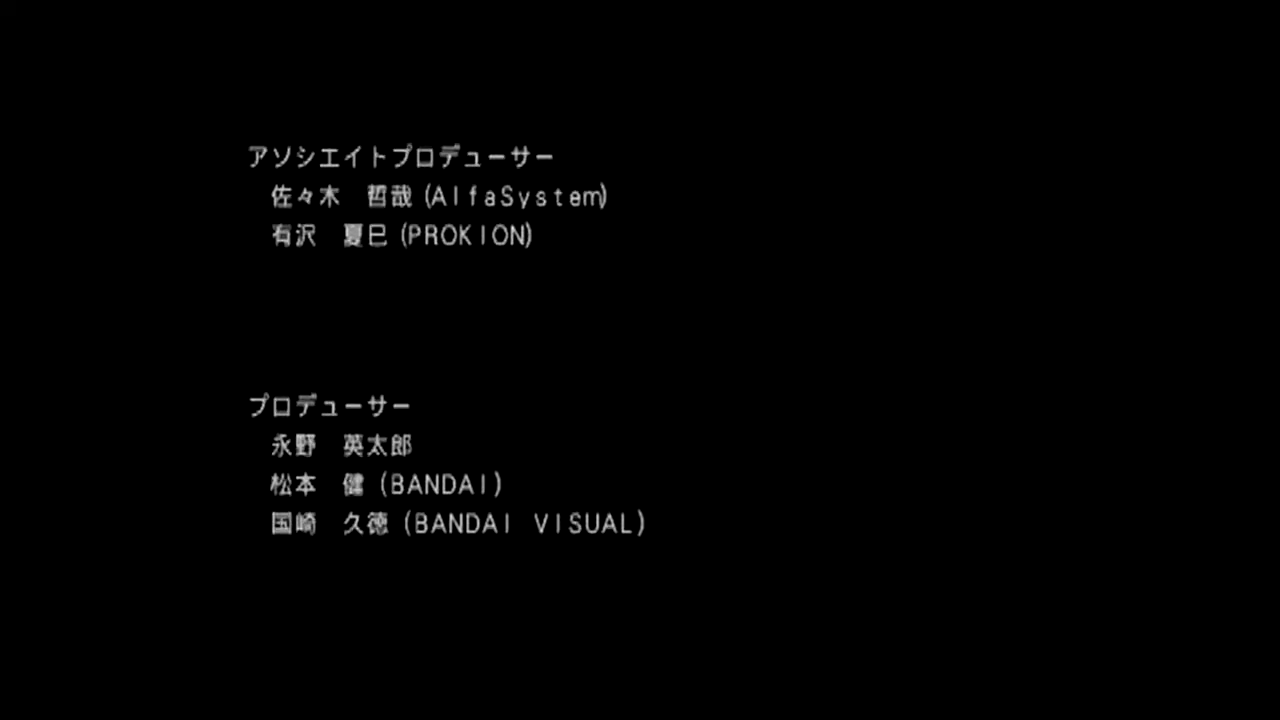 アソシエイトプロデューサー
佐々木　哲哉 (AlfaSystem)
有沢　夏巳 (PROKION)
プロデューサー
永野　英太郎
松本　健 (BANDAI)
国崎　久徳 (BANDAI VISUAL)